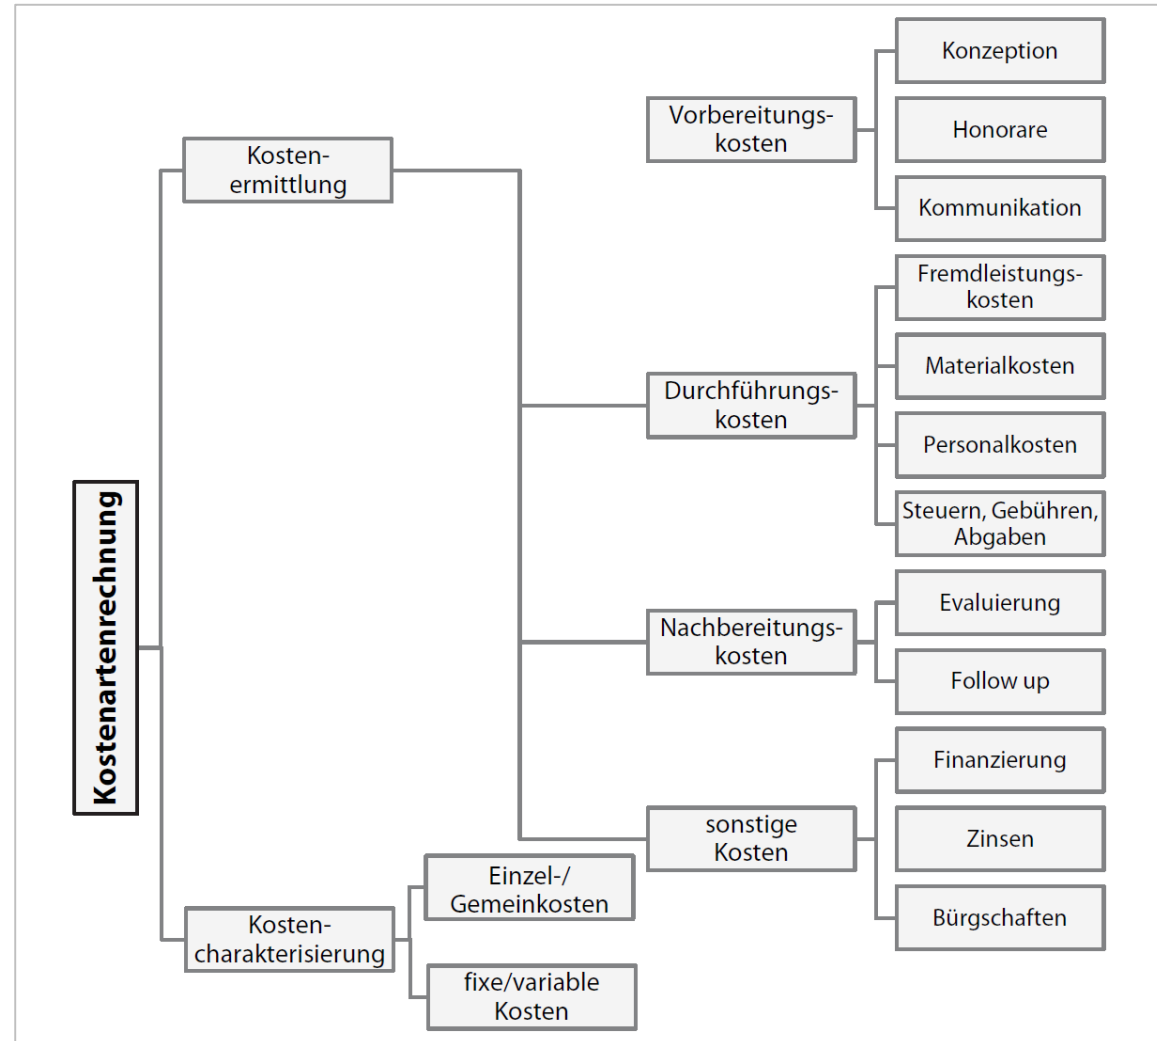 Kostenartenrechnung
Kosten-
ermittlung
Vorbereitungs-
kosten
Konzeption
Honorare
Kommunikation
Durchführungs-
kosten
Fremdleistungs-
kosten
Materialkosten
Personalkosten
Steuern, Gebühren,
Abgaben
Nachbereitungs-
kosten
Evaluierung
Follow up
sonstige
Kosten
Finanzierung
Zinsen
Bürgschaften
Kosten-
charakterisierung
Einzel-/
Gemeinkosten
fixe/variable
Kosten